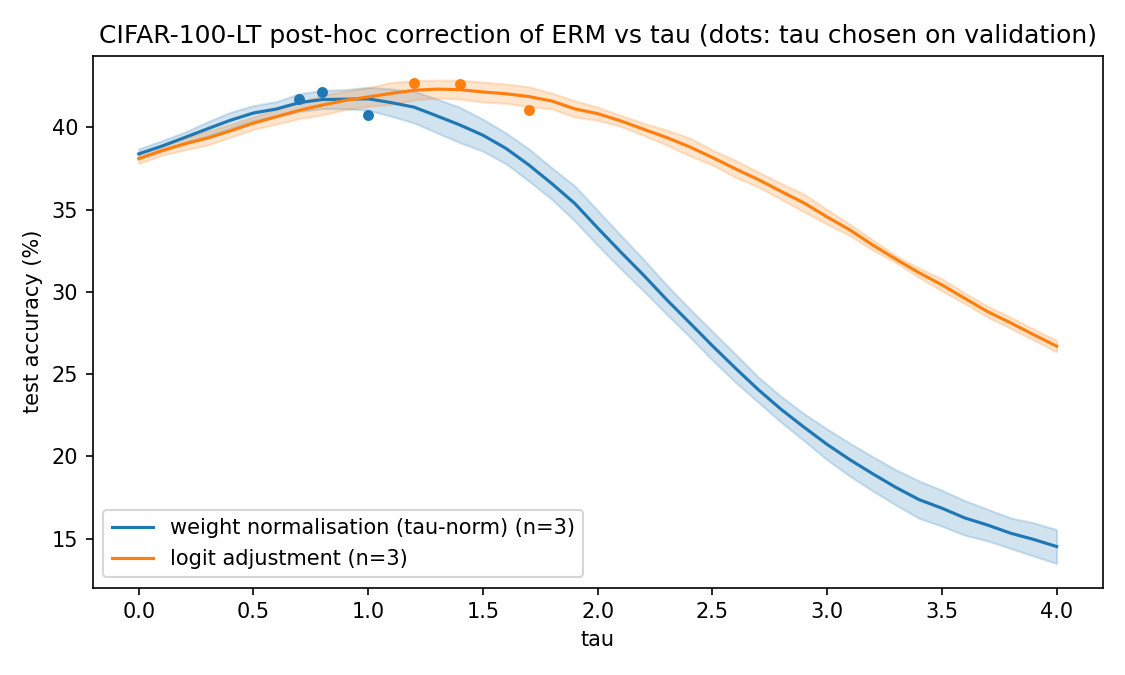 CIFAR-100-LT post-hoc correction of ERM vs tau (dots: tau chosen on validation)
test accuracy (%)
40
35
30
25
20
15
weight normalisation (tau-norm) (n=3)
logit adjustment (n=3)
0.0 0.5 1.0 1.5 2.0 2.5 3.0 3.5 4.0
tau